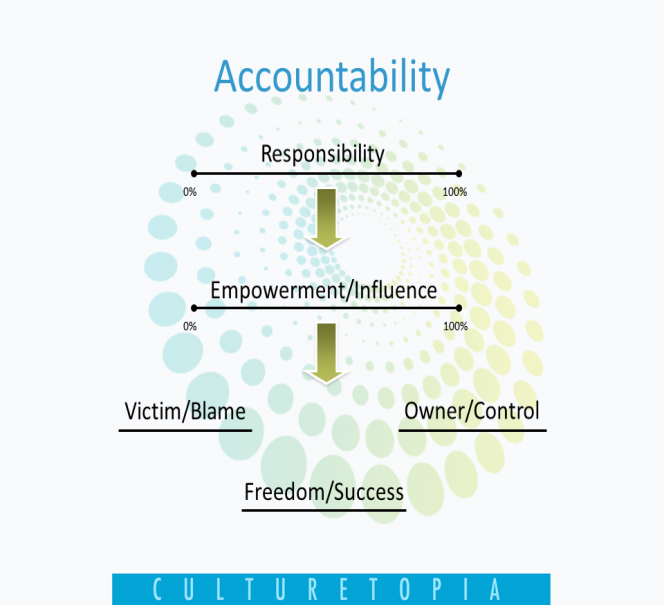 Accountability
Responsibility
0% 100%
Empowerment/Influence
0% 100%
Victim/Blame Owner/Control
Freedom/Success
CULTURETOPIA